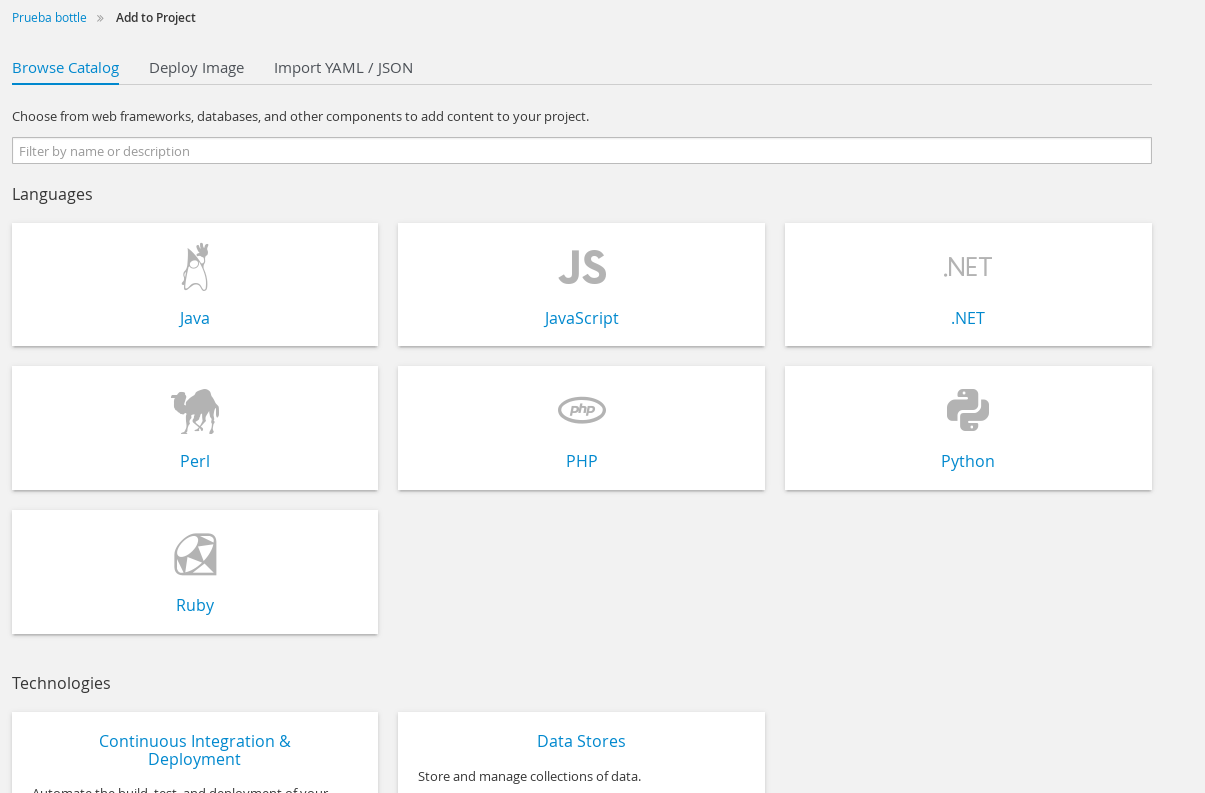 Prueba bottle » Add to Project
Browse Catalog Deploy Image Import YAML / JSON
Choose from web frameworks, databases, and other components to add content to your project.
Filter by name or description
Languages
JS .NET
Java JavaScript .NET
php
Perl PHP Python
Ruby
Technologies
Continuous Integration &
Deployment
Data Stores
Store and manage collections of data.
Automate the build, test, and deployment of your